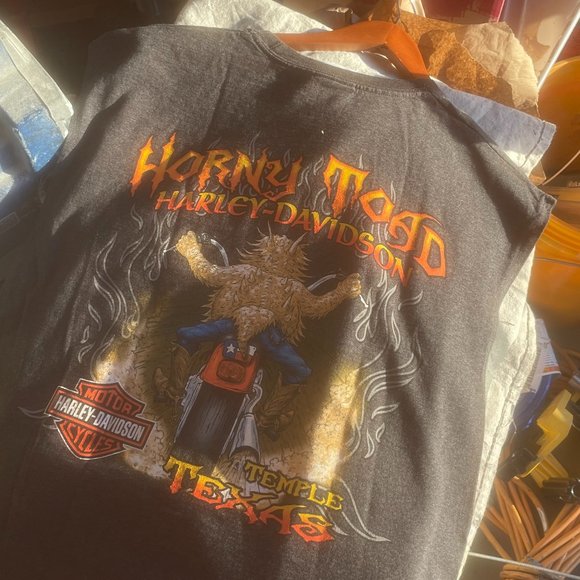 HORNY TOAD
HARLEY-DAVIDSON
MOTOR
HARLEY-DAVIDSON
CYCLES
TEMPLE
TEXAS